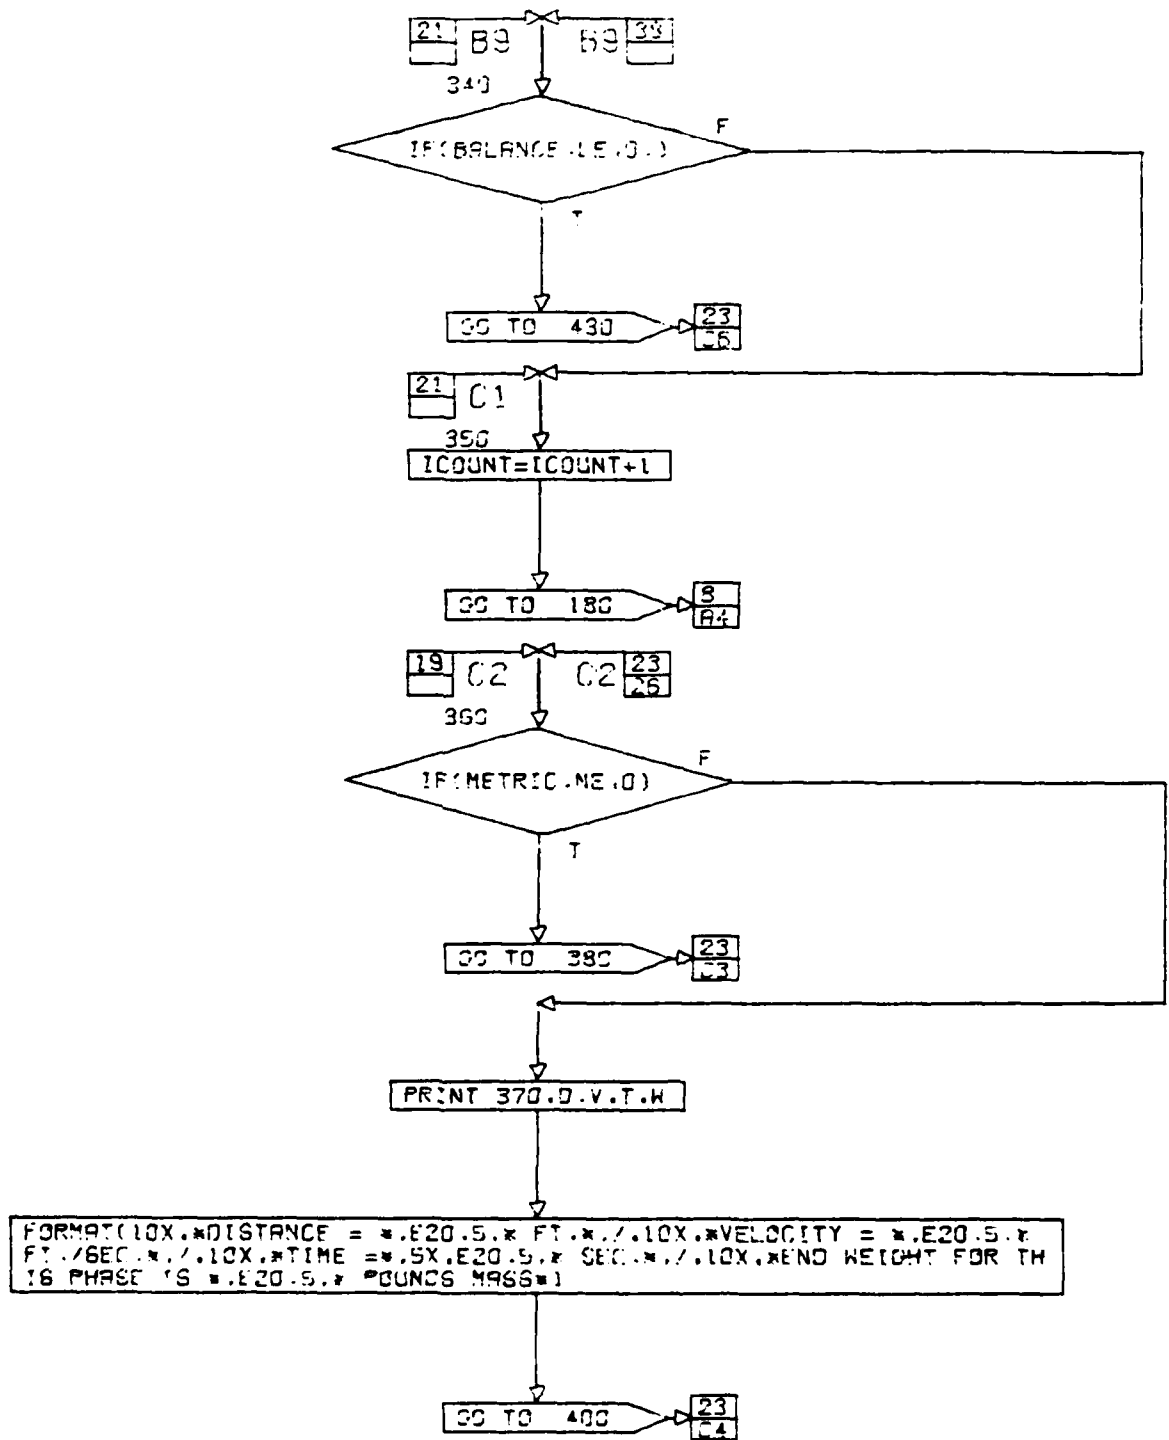 21 B9 B9 39
340
IF(BALANCE.LE.0.)
F
T
GO TO 430
23
C6
21 C1
350
ICOUNT=ICOUNT+1
GO TO 180
8
A4
19 C2 C2 23
26
360
IF(METRIC.NE.0)
F
T
GO TO 380
23
C3
PRINT 370,D,V,T,W
FORMAT(10X,*DISTANCE = *,E20.5,* FT.*,/,10X,*VELOCITY = *,E20.5,*
FT./SEC.*,/,10X,*TIME =*,5X,E20.5,* SEC.*,/,10X,*END WEIGHT FOR TH
IS PHASE IS *,E20.5,* POUNDS MASS*)
GO TO 400
23
C4